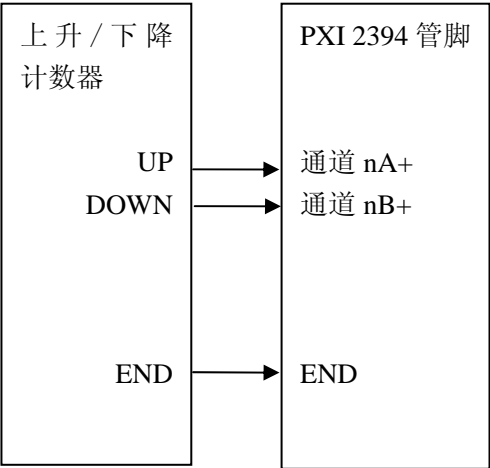 上升/下降
计数器
PXI 2394 管脚
UP
通道 nA+
DOWN
通道 nB+
END
END